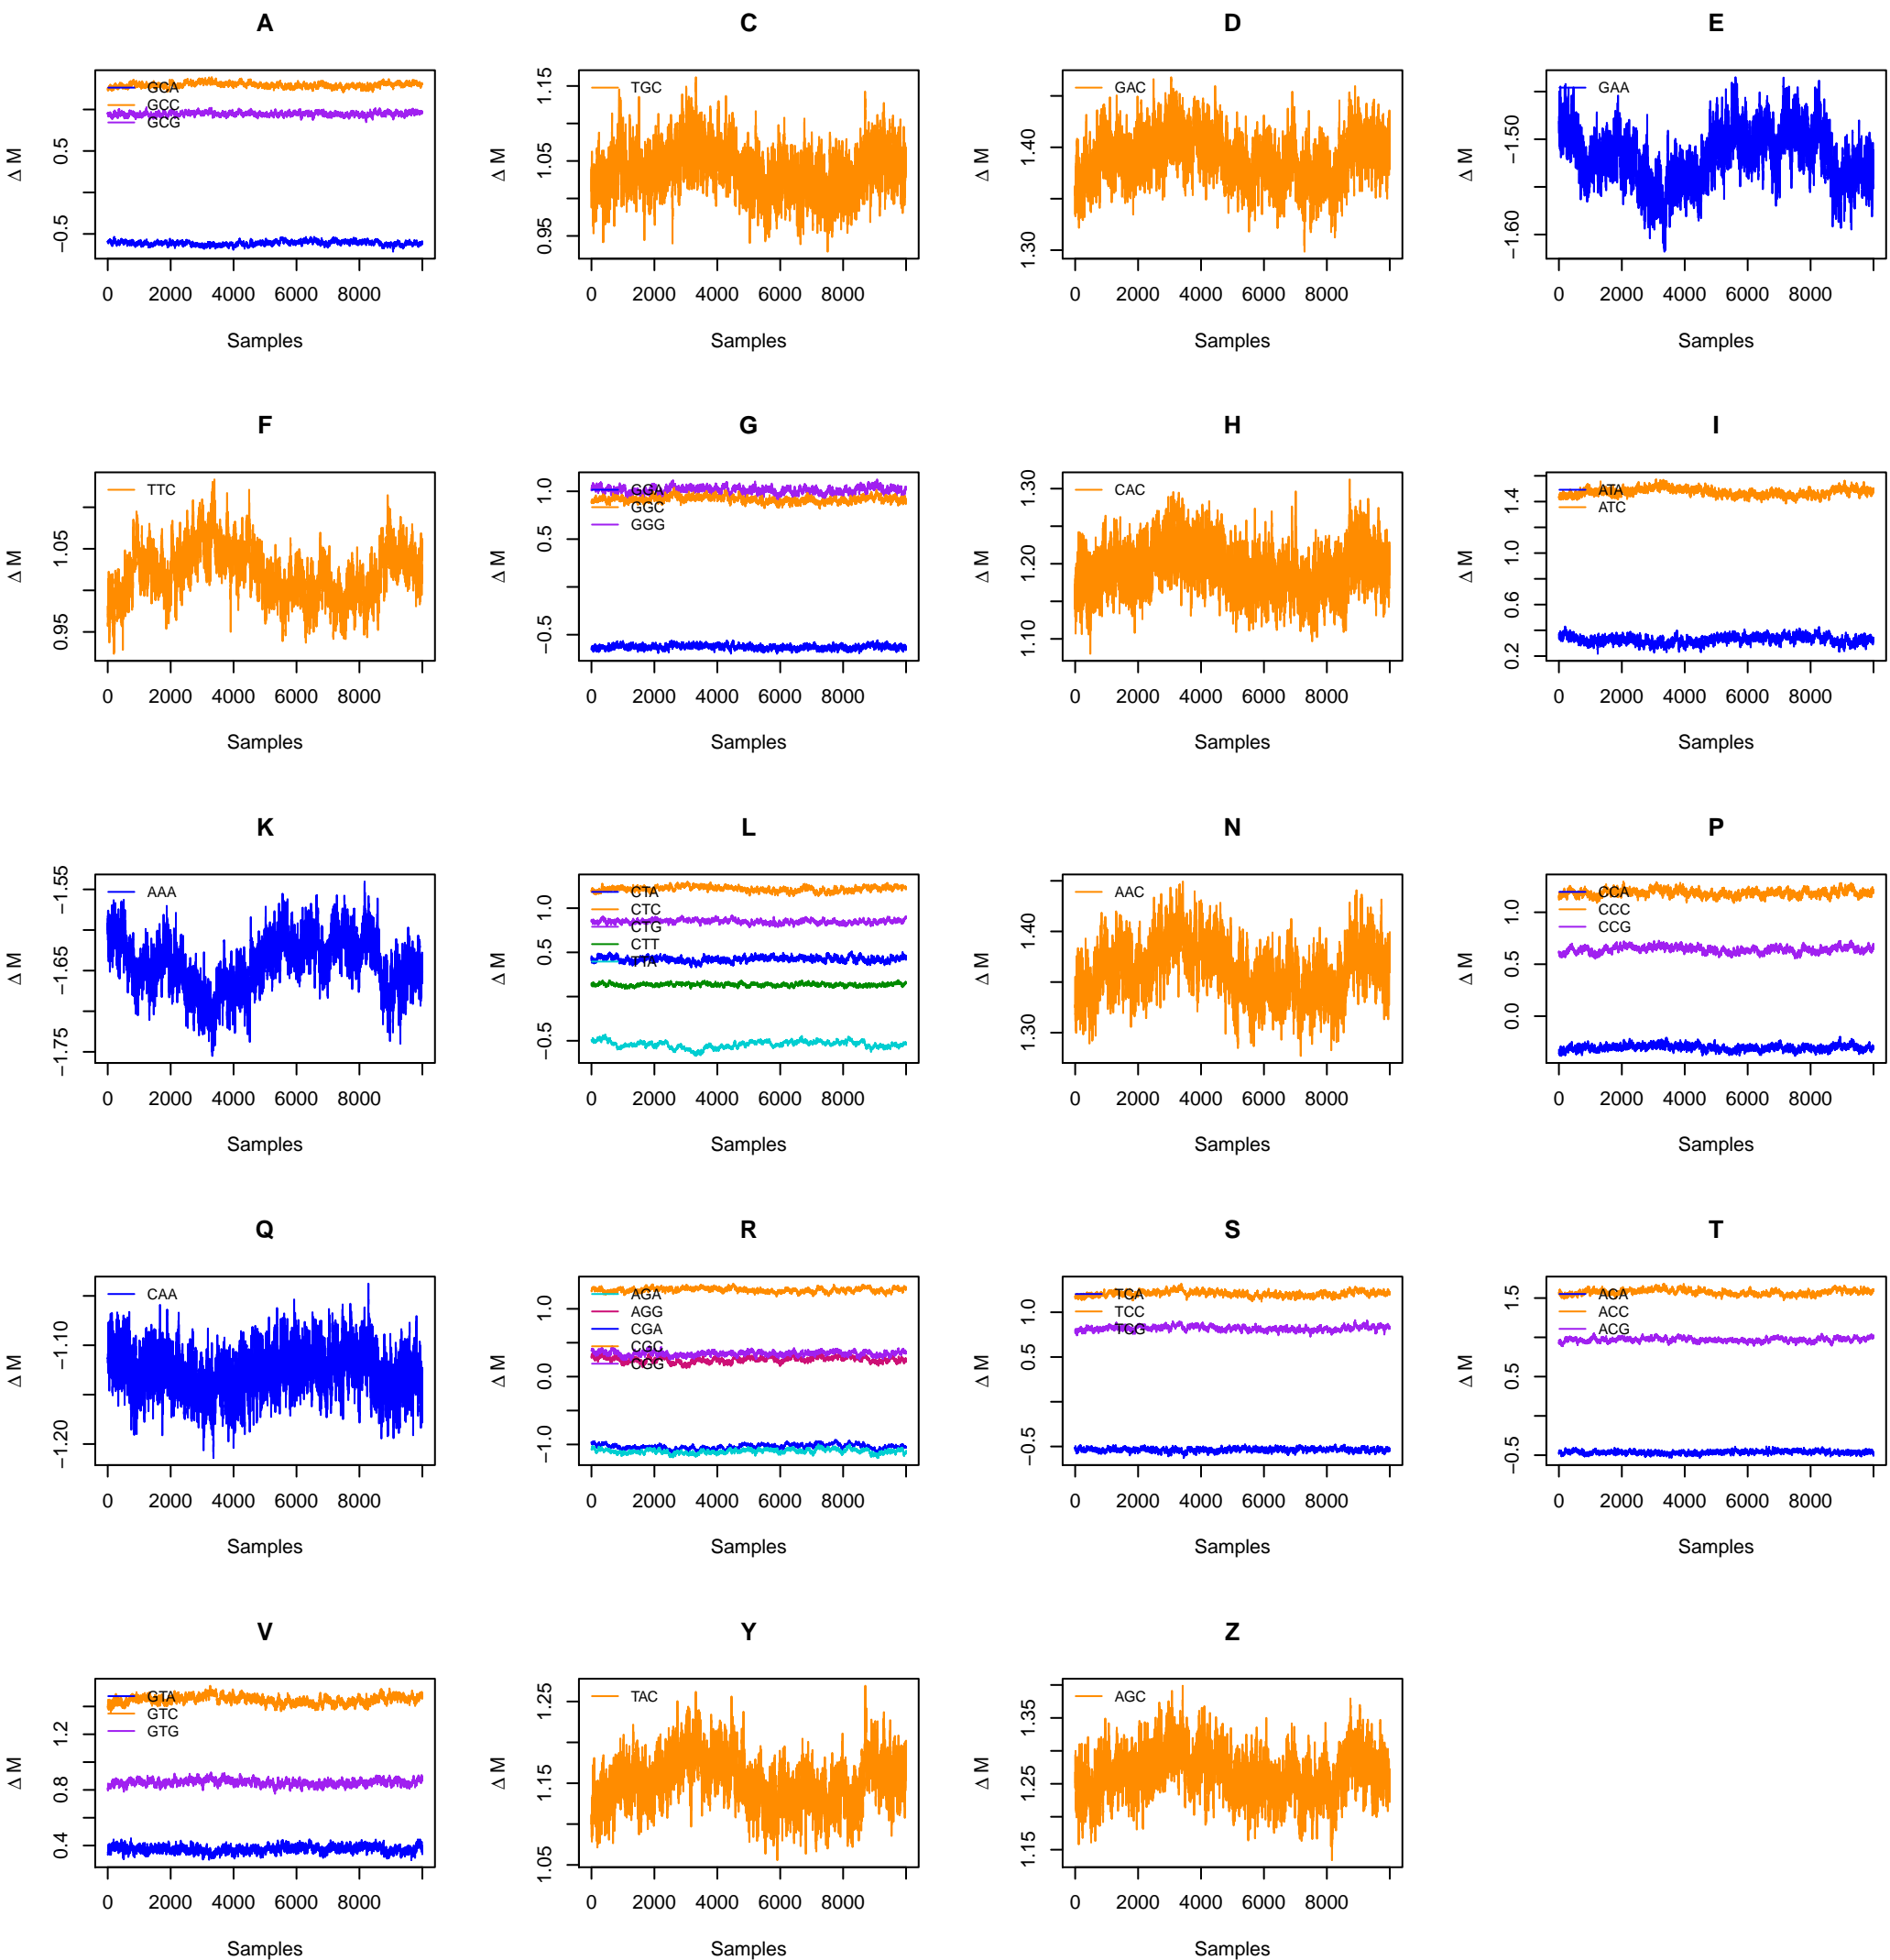 A
C
D
E
GCA
GCC
GCG
TGC
GAC
GAA
Δ M
Δ M
Δ M
Δ M
0.5
−0.5
1.15
1.05
0.95
1.40
1.30
−1.50
−1.60
0 2000 4000 6000 8000
0 2000 4000 6000 8000
0 2000 4000 6000 8000
0 2000 4000 6000 8000
Samples
Samples
Samples
Samples
F
G
H
I
TTC
GGA
GGC
GGG
CAC
ATA
ATC
Δ M
Δ M
Δ M
Δ M
1.05
0.95
1.0
0.5
−0.5
1.30
1.20
1.10
1.4
1.0
0.6
0.2
0 2000 4000 6000 8000
0 2000 4000 6000 8000
0 2000 4000 6000 8000
0 2000 4000 6000 8000
Samples
Samples
Samples
Samples
K
L
N
P
AAA
CTA
CTC
CTG
CTT
TTA
AAC
CCA
CCC
CCG
Δ M
Δ M
Δ M
Δ M
−1.55
−1.65
−1.75
1.0
0.5
−0.5
1.40
1.30
1.0
0.5
0.0
0 2000 4000 6000 8000
0 2000 4000 6000 8000
0 2000 4000 6000 8000
0 2000 4000 6000 8000
Samples
Samples
Samples
Samples
Q
R
S
T
CAA
AGA
AGG
CGA
CGC
CGG
TCA
TCC
TCG
ACA
ACC
ACG
Δ M
Δ M
Δ M
Δ M
−1.10
−1.20
1.0
0.0
−1.0
1.0
0.5
−0.5
1.5
0.5
−0.5
0 2000 4000 6000 8000
0 2000 4000 6000 8000
0 2000 4000 6000 8000
0 2000 4000 6000 8000
Samples
Samples
Samples
Samples
V
Y
Z
GTA
GTC
GTG
TAC
AGC
Δ M
Δ M
Δ M
1.2
0.8
0.4
1.25
1.15
1.05
1.35
1.25
1.15
0 2000 4000 6000 8000
0 2000 4000 6000 8000
0 2000 4000 6000 8000
Samples
Samples
Samples